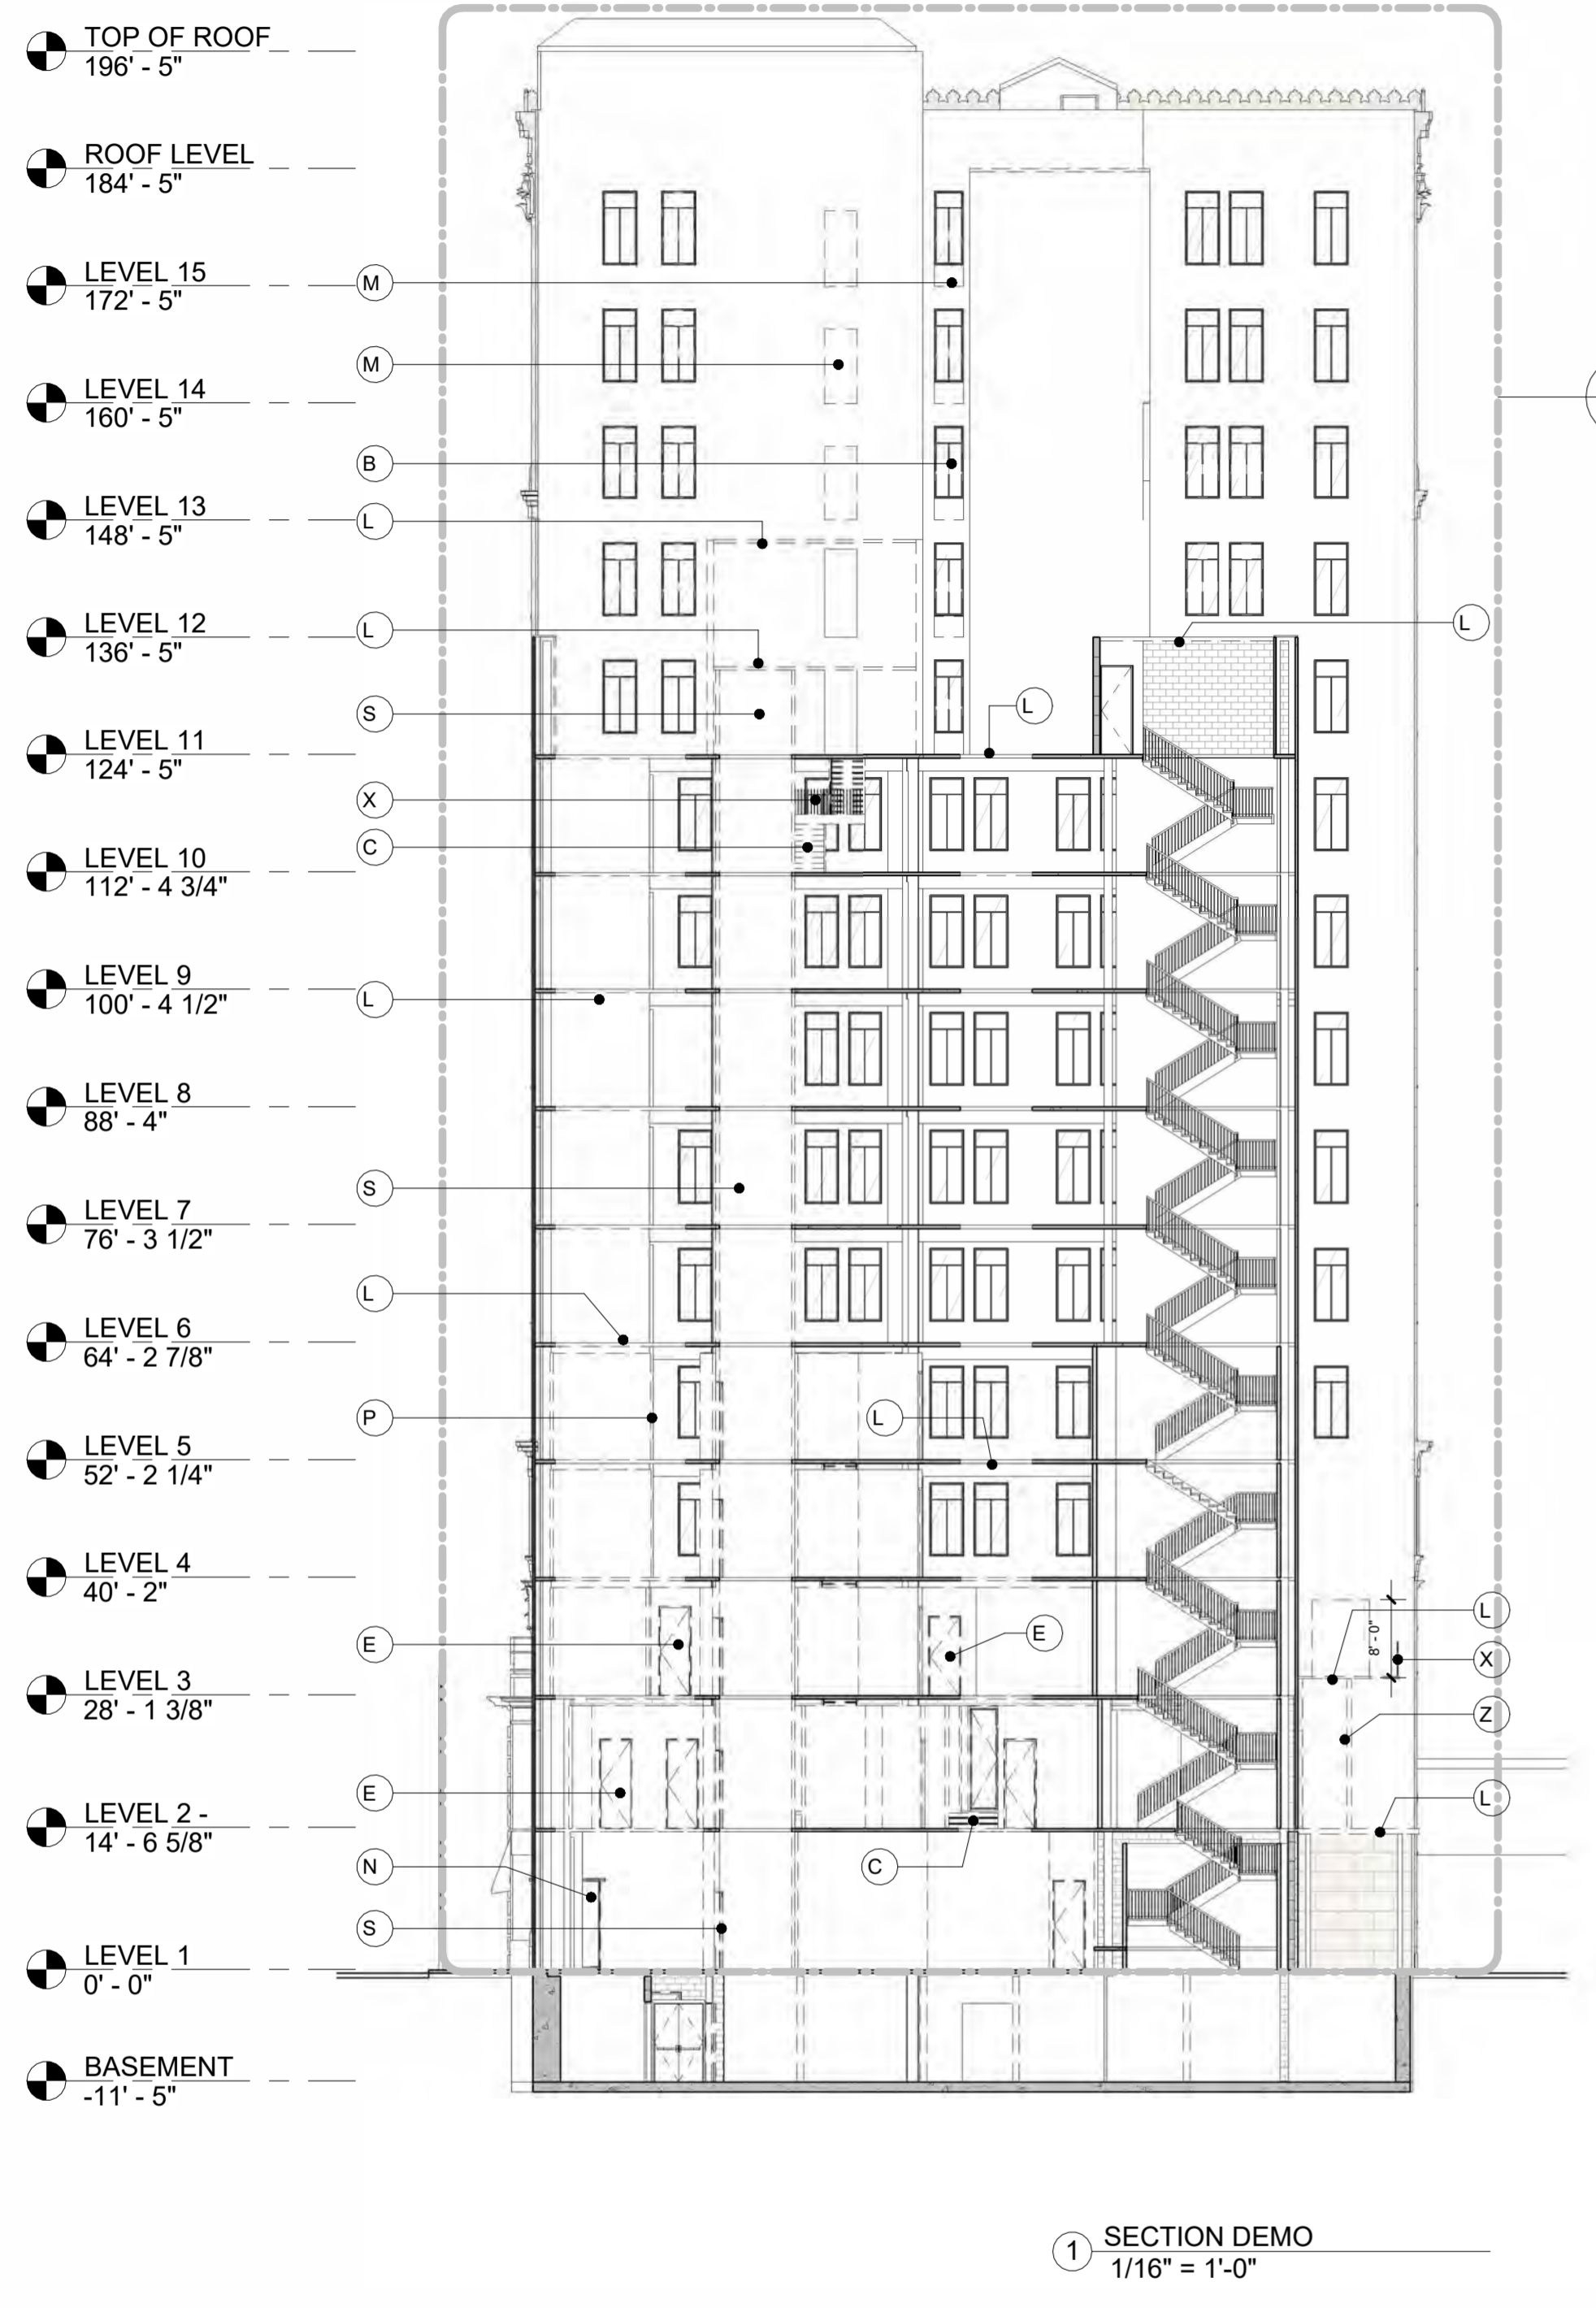 TOP OF ROOF
196' - 5"
ROOF LEVEL
184' - 5"
LEVEL 15
172' - 5"
M
LEVEL 14
160' - 5"
M
B
LEVEL 13
148' - 5"
L
LEVEL 12
136' - 5"
L
L
S
L
LEVEL 11
124' - 5"
X
C
LEVEL 10
112' - 4 3/4"
LEVEL 9
100' - 4 1/2"
L
LEVEL 8
88' - 4"
S
LEVEL 7
76' - 3 1/2"
L
LEVEL 6
64' - 2 7/8"
P
L
LEVEL 5
52' - 2 1/4"
LEVEL 4
40' - 2"
E
E
8' - 0"
L
X
LEVEL 3
28' - 1 3/8"
Z
E
L
LEVEL 2 -
14' - 6 5/8"
N
C
S
LEVEL 1
0' - 0"
BASEMENT
-11' - 5"
1
SECTION DEMO
1/16" = 1'-0"